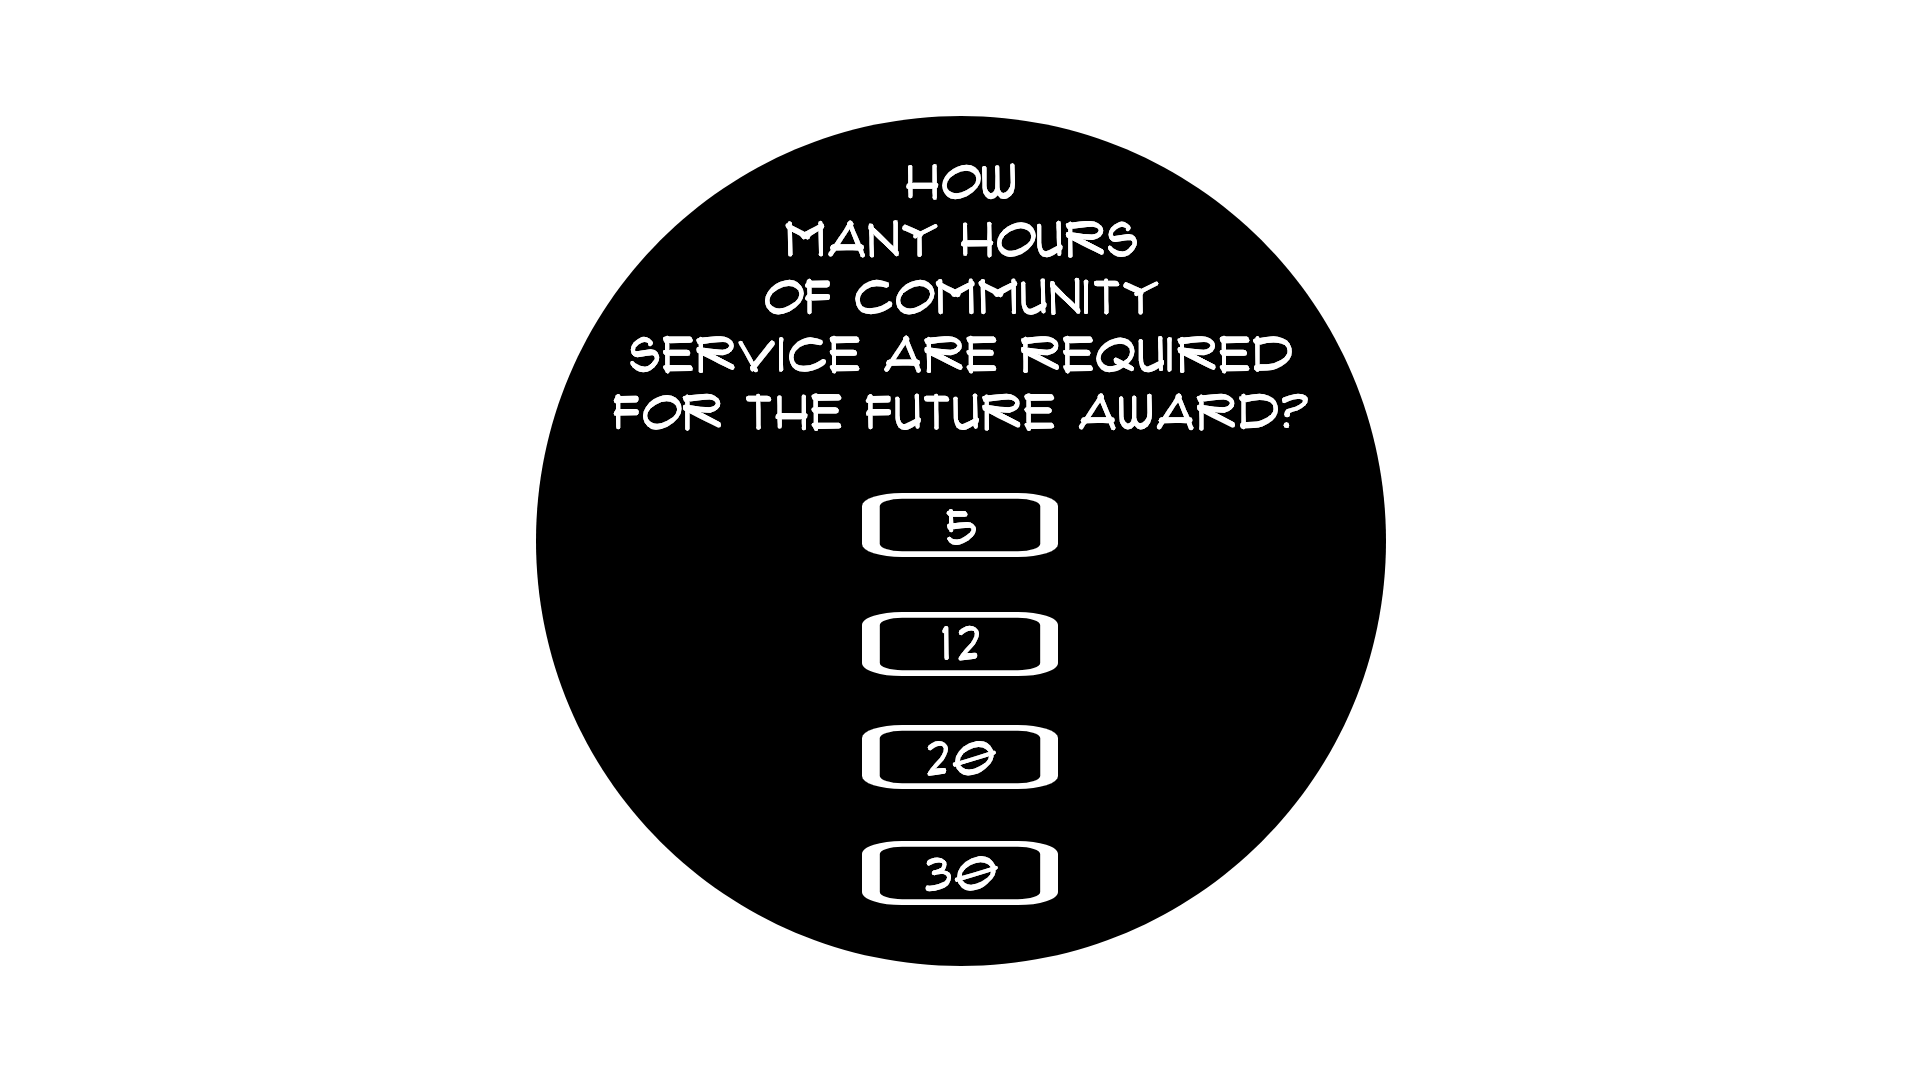 HOW
MANY HOURS
OF COMMUNITY
SERVICE ARE REQUIRED
FOR THE FUTURE AWARD?
5
12
20
30